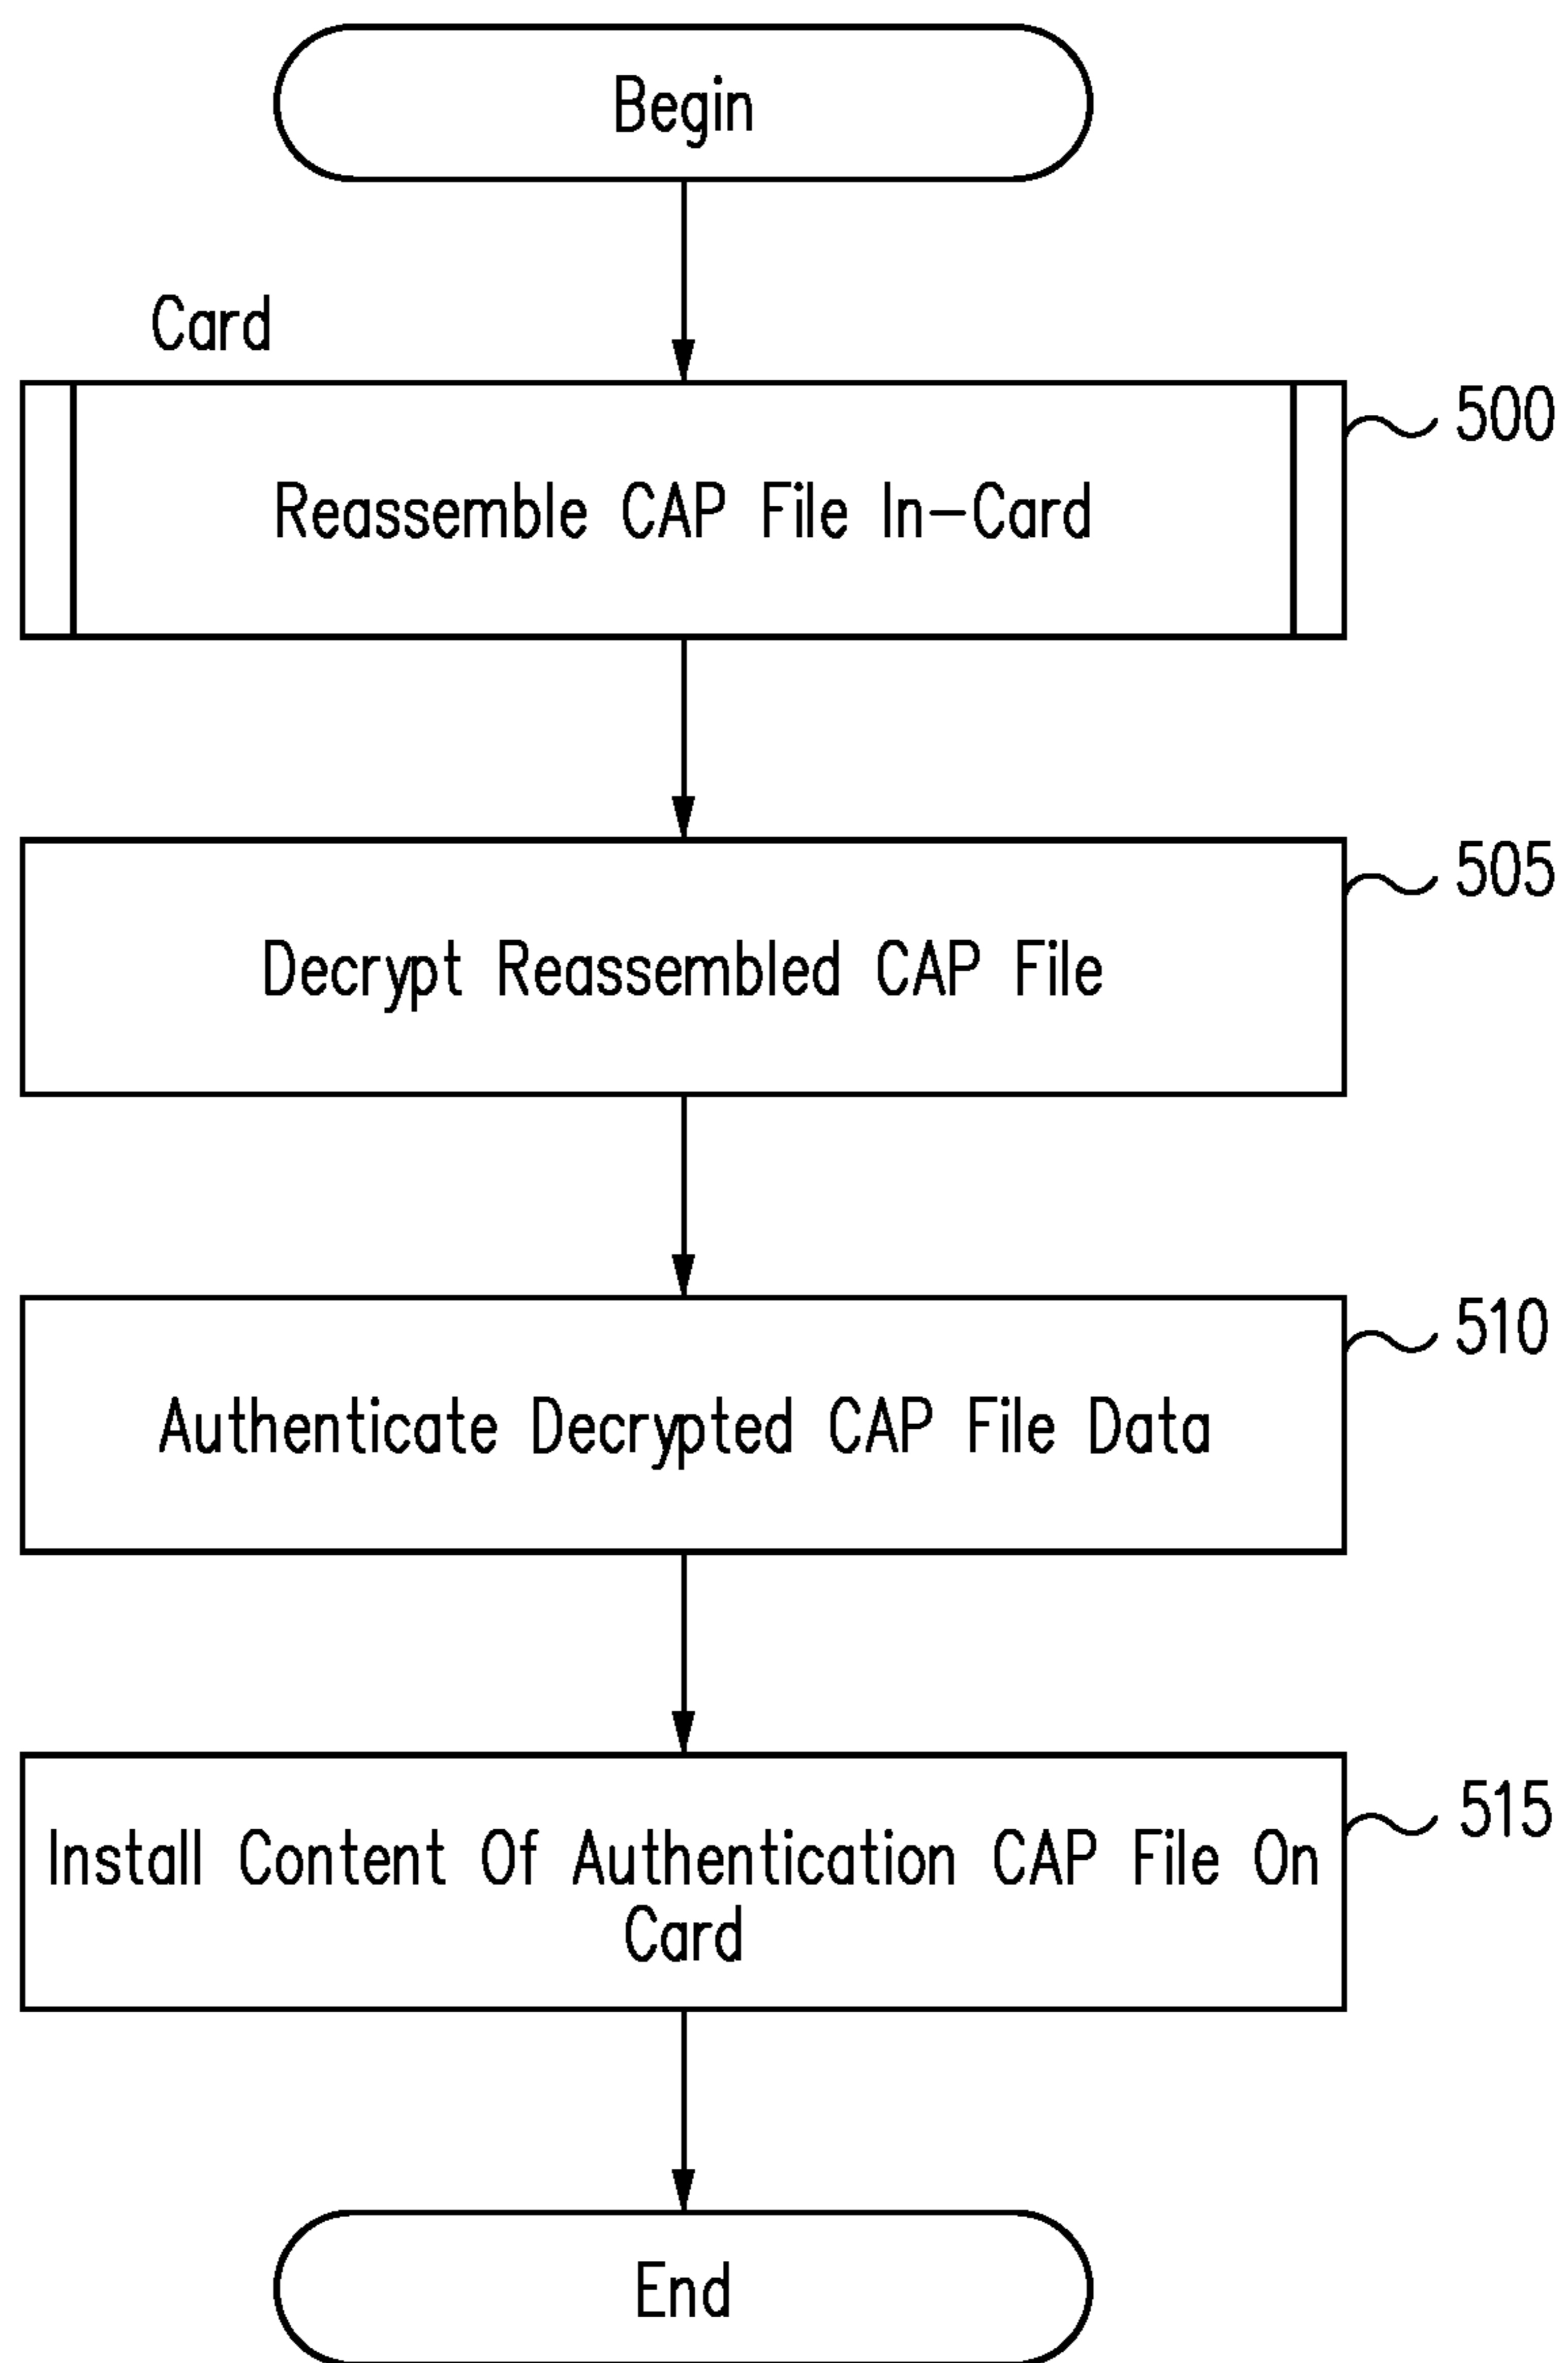 Begin
Card
500
Reassemble CAP File In-Card
505
Decrypt Reassembled CAP File
510
Authenticate Decrypted CAP File Data
515
Install Content Of Authentication CAP File On
Card
End